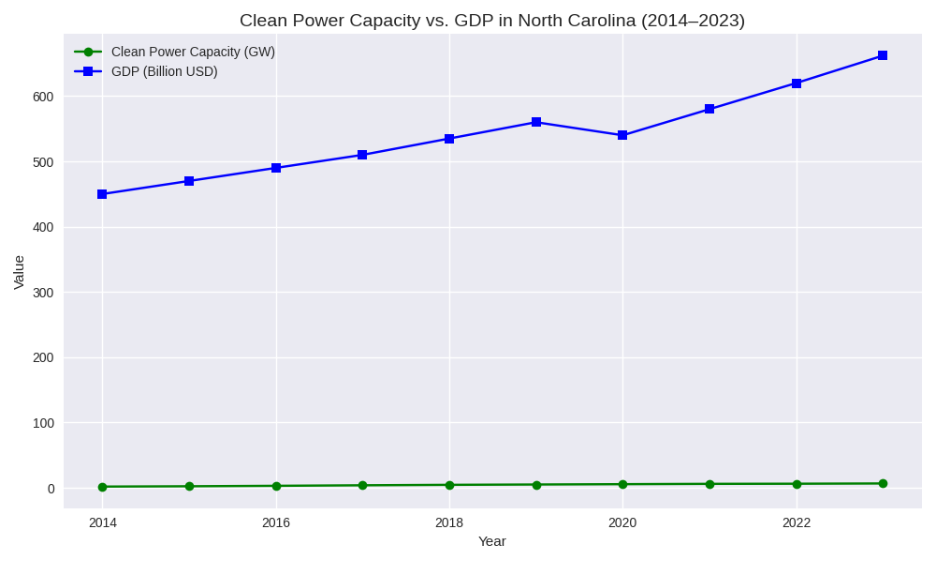 Clean Power Capacity vs. GDP in North Carolina (2014–2023)
Clean Power Capacity (GW)
GDP (Billion USD)
600
500
400
300
200
100
0
Value
2014 2016 2018 2020 2022
Year